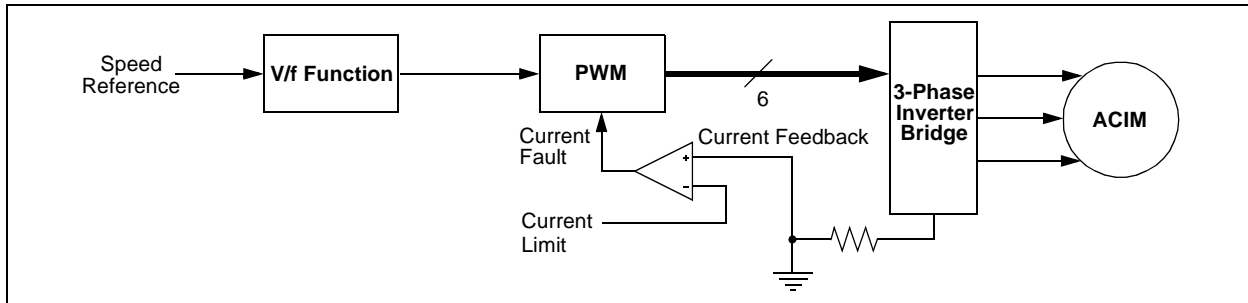 Speed
Reference
V/f Function
PWM
6
3-Phase
Inverter
Bridge
ACIM
Current
Fault
Current Feedback
+
-
Current
Limit